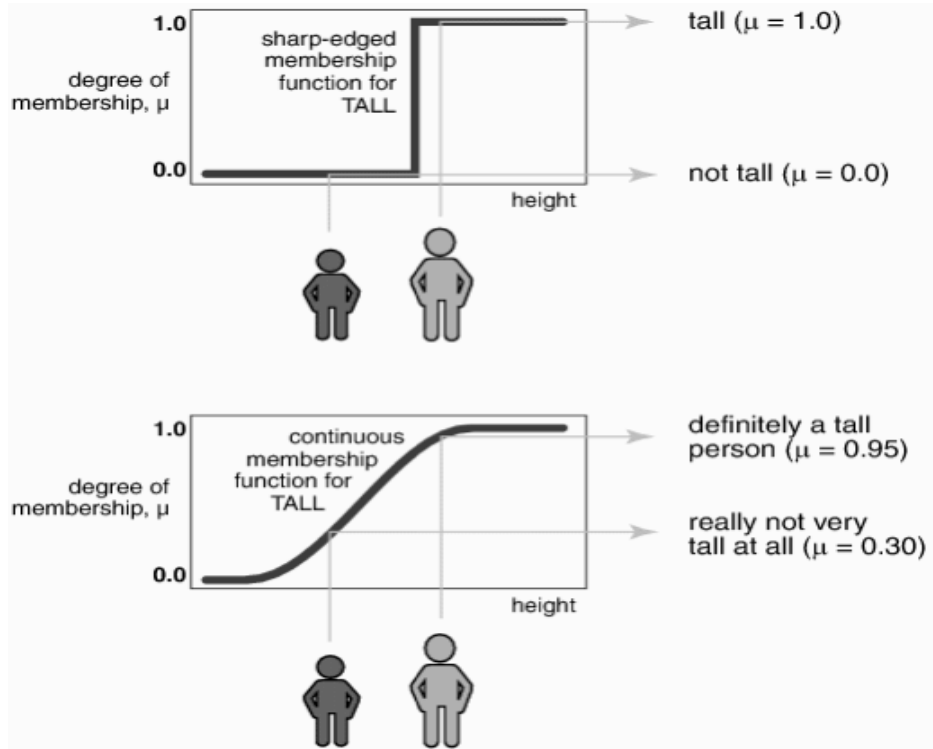 1.0
sharp-edged
membership
function for
TALL
degree of
membership, µ
0.0
height
tall (µ = 1.0)
not tall (µ = 0.0)
1.0
continuous
membership
function for
TALL
degree of
membership, µ
0.0
height
definitely a tall
person (µ = 0.95)
really not very
tall at all (µ = 0.30)